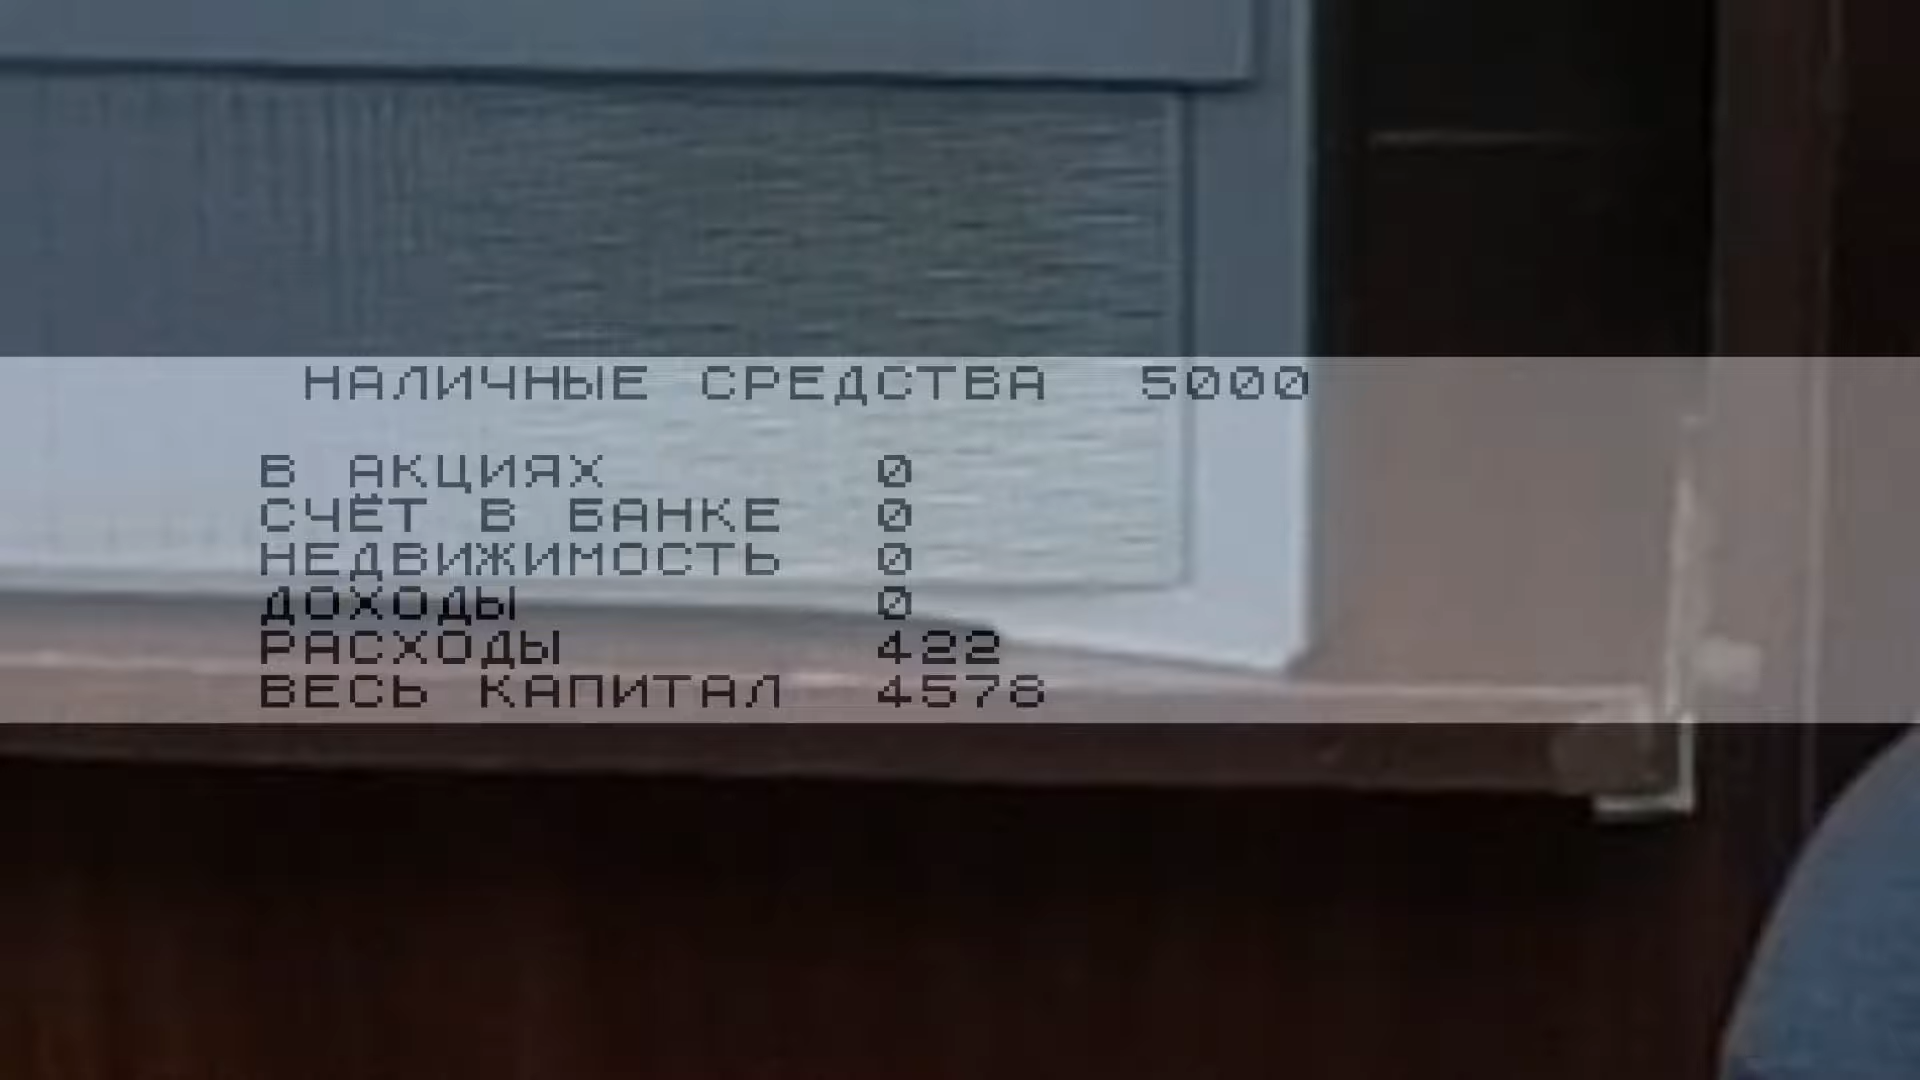 НАЛИЧНЫЕ СРЕДСТВА 5000
В АКЦИЯХ 0
СЧЁТ В БАНКЕ 0
НЕДВИЖИМОСТЬ 0
ДОХОДЫ 0
РАСХОДЫ 422
ВЕСЬ КАПИТАЛ 4578